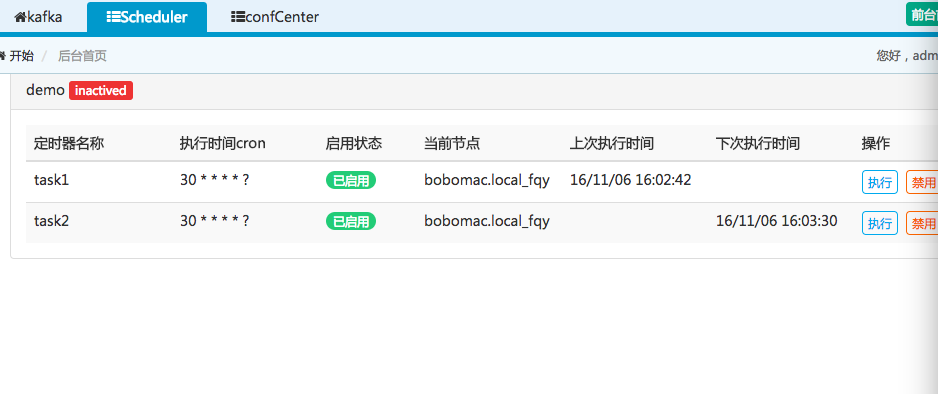 kafka Scheduler confCenter 前台
开始 / 后台首页 您好，adm
demo inactived
定时器名称 执行时间cron 启用状态 当前节点 上次执行时间 下次执行时间 操作
task1 30 * * * * ? 已启用 bobomac.local_fqy 16/11/06 16:02:42 执行 禁用
task2 30 * * * * ? 已启用 bobomac.local_fqy 16/11/06 16:03:30 执行 禁用